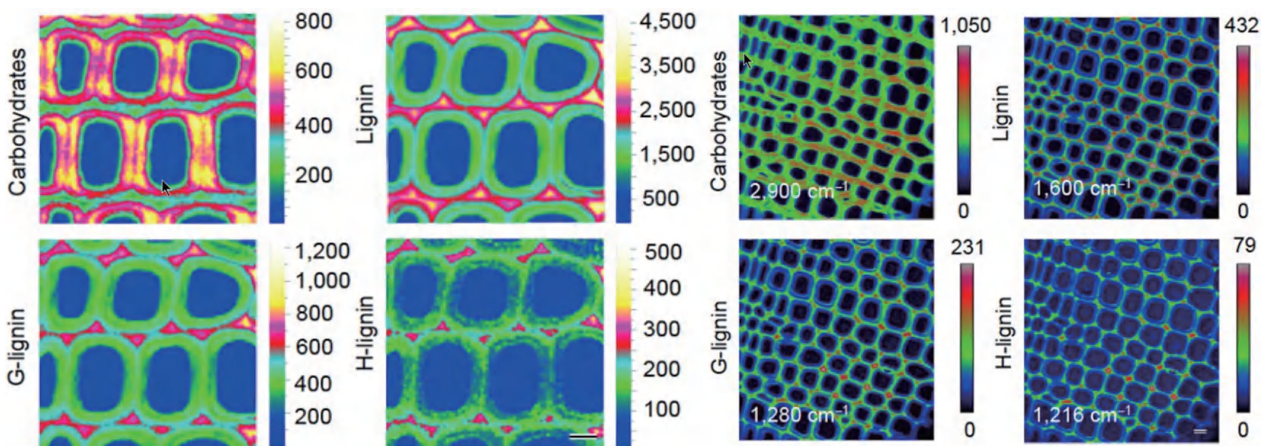 Carbohydrates
800
600
400
200
Lignin
4,500
3,500
2,500
1,500
500
Carbohydrates
2,900 cm⁻¹
1,050
0
Lignin
1,600 cm⁻¹
432
0
G-lignin
1,200
1,000
800
600
400
200
H-lignin
500
400
300
200
100
G-lignin
1,280 cm⁻¹
231
0
H-lignin
1,216 cm⁻¹
79
0